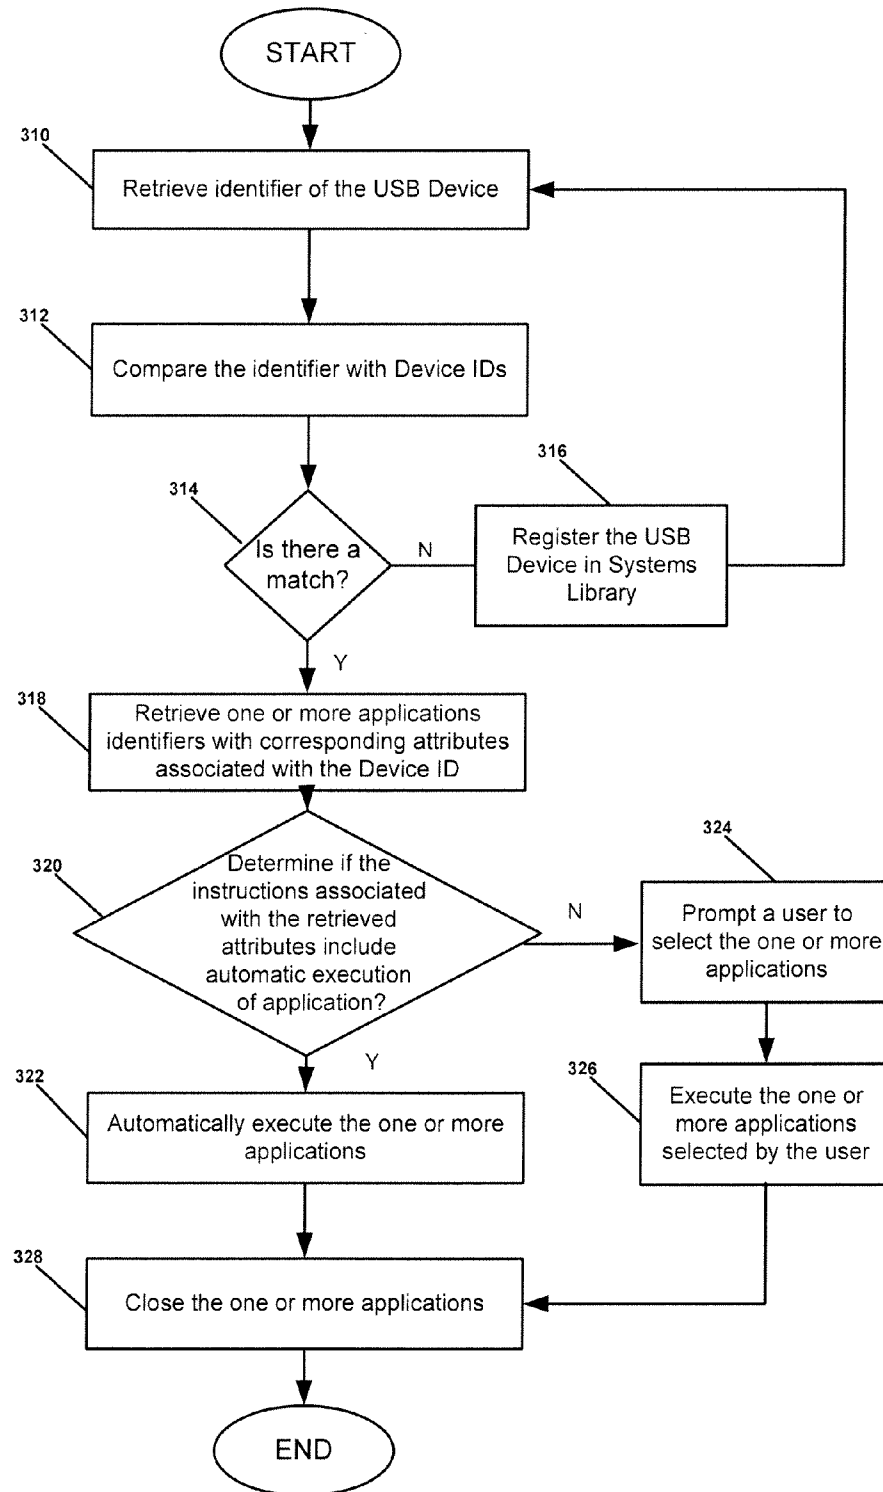 START
310
Retrieve identifier of the USB Device
312
Compare the identifier with Device IDs
314
Is there a
match?
N
316
Register the USB
Device in Systems
Library
Y
318
Retrieve one or more applications
identifiers with corresponding attributes
associated with the Device ID
320
Determine if the
instructions associated
with the retrieved
attributes include
automatic execution
of application?
N
324
Prompt a user to
select the one or more
applications
Y
322
Automatically execute the one or more
applications
326
Execute the one or
more applications
selected by the user
328
Close the one or more applications
END